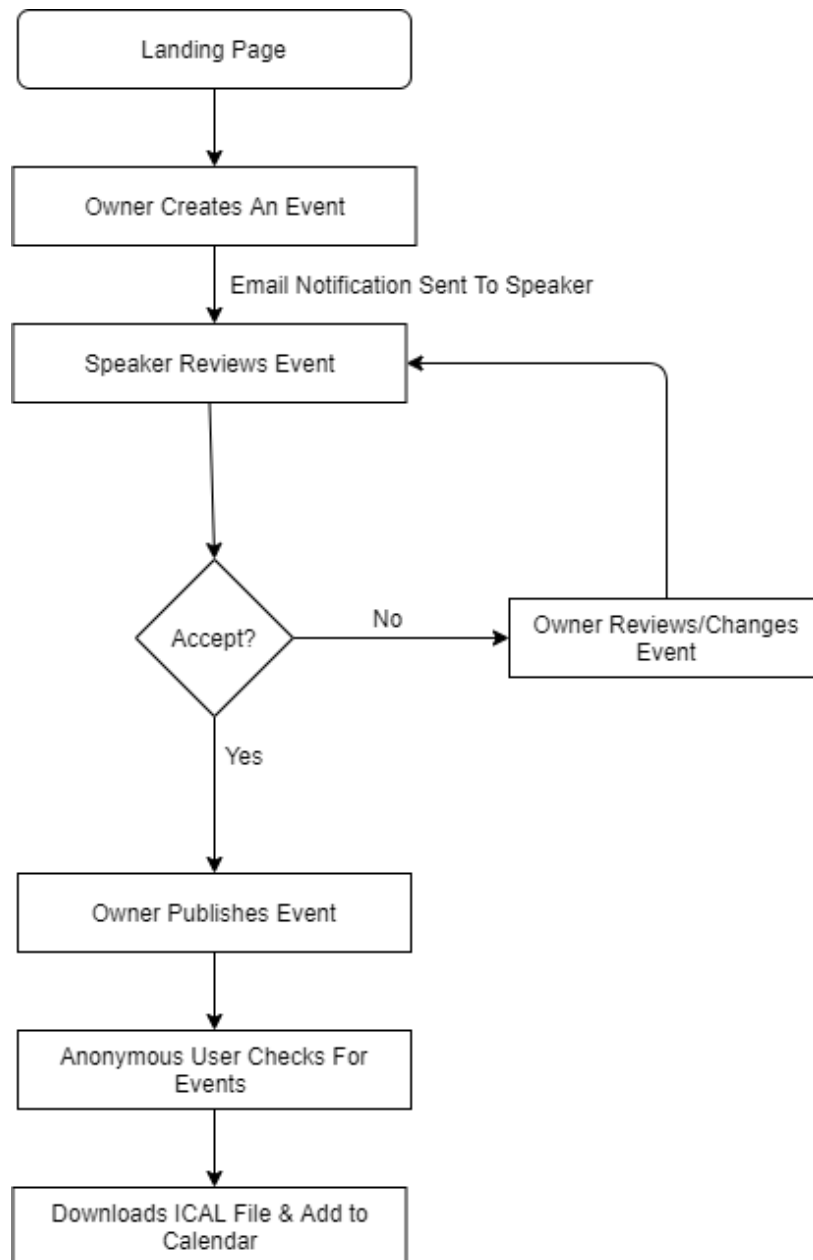 Landing Page
Owner Creates An Event
Email Notification Sent To Speaker
Speaker Reviews Event
Accept?
No
Owner Reviews/Changes
Event
Yes
Owner Publishes Event
Anonymous User Checks For
Events
Downloads ICAL File & Add to
Calendar